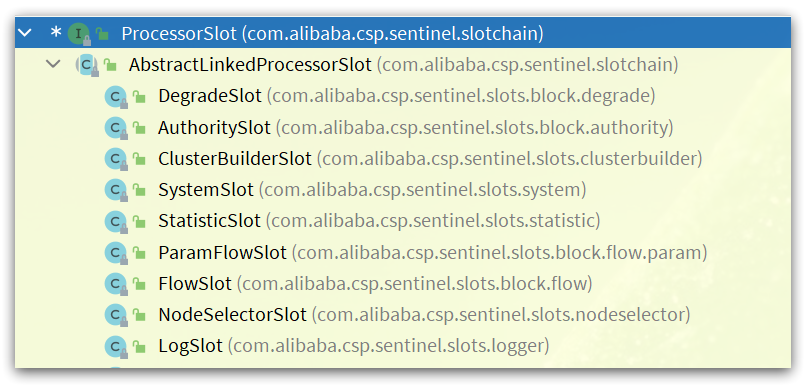 * I ProcessorSlot (com.alibaba.csp.sentinel.slotchain)
C AbstractLinkedProcessorSlot (com.alibaba.csp.sentinel.slotchain)
C DegradeSlot (com.alibaba.csp.sentinel.slots.block.degrade)
C AuthoritySlot (com.alibaba.csp.sentinel.slots.block.authority)
C ClusterBuilderSlot (com.alibaba.csp.sentinel.slots.clusterbuilder)
C SystemSlot (com.alibaba.csp.sentinel.slots.system)
C StatisticSlot (com.alibaba.csp.sentinel.slots.statistic)
C ParamFlowSlot (com.alibaba.csp.sentinel.slots.block.flow.param)
C FlowSlot (com.alibaba.csp.sentinel.slots.block.flow)
C NodeSelectorSlot (com.alibaba.csp.sentinel.slots.nodeselector)
C LogSlot (com.alibaba.csp.sentinel.slots.logger)